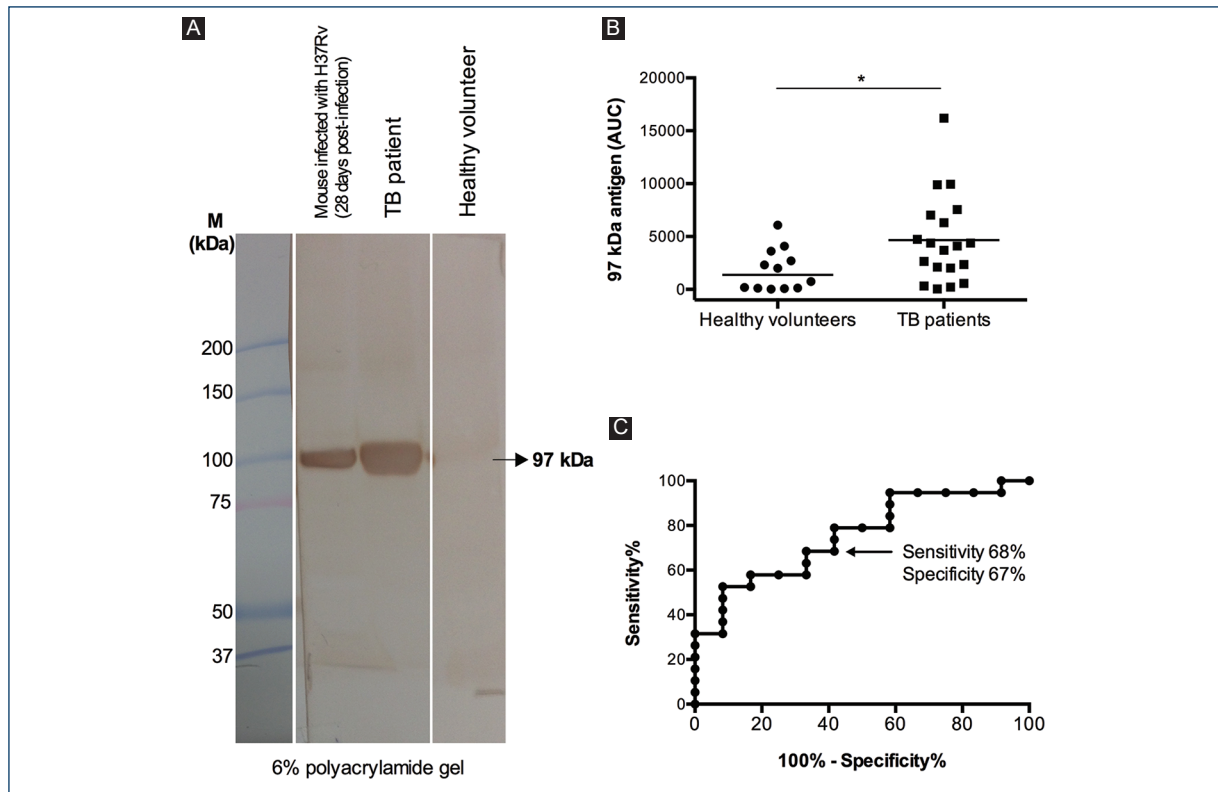 A
Mouse infected with H37Rv
(28 days post-infection)
TB patient
Healthy volunteer
M
(kDa)
200
150
100
75
50
37
97 kDa
6% polyacrylamide gel
B
97 kDa antigen (AUC)
20000
15000
10000
5000
0
*
Healthy volunteers
TB patients
C
Sensitivity%
100
80
60
40
20
0
Sensitivity 68%
Specificity 67%
0
20
40
60
80
100
100% - Specificity%